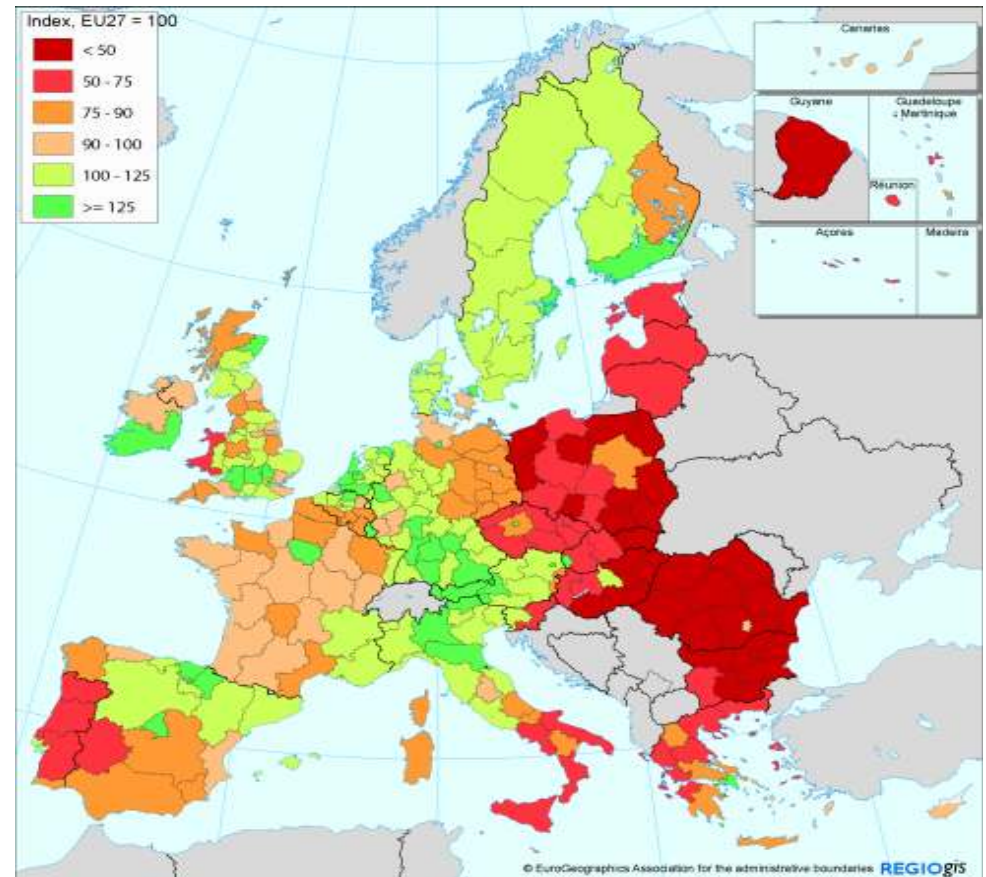 Index, EU27 = 100
< 50
50 - 75
75 - 90
90 - 100
100 - 125
>= 125
Canaries
Guyane
Guadeloupe
Martinique
Réunion
Açores
Madeira
© EuroGeographics Association for the administrative boundaries REGIOgis